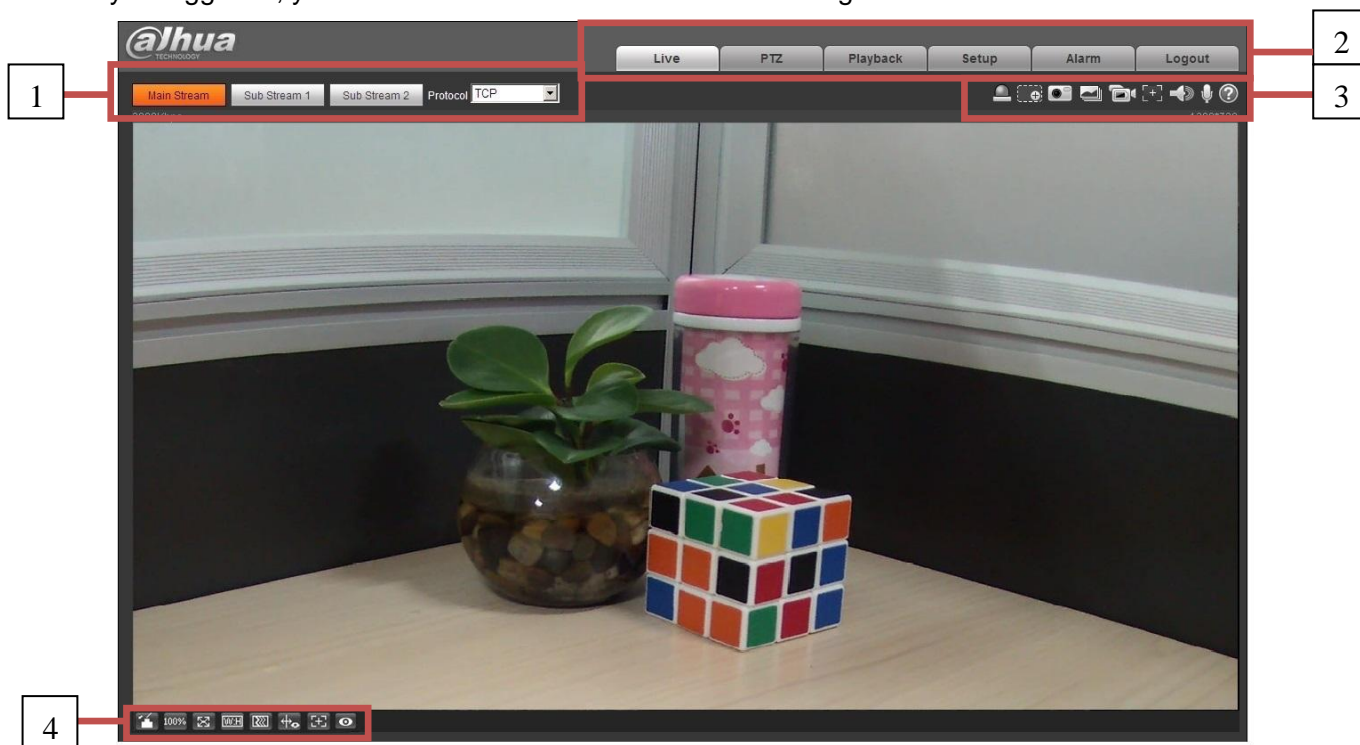 alhua
TECHNOLOGY
2
Live PTZ Playback Setup Alarm Logout
1
Main Stream Sub Stream 1 Sub Stream 2 Protocol TCP
3
100% W:H
4